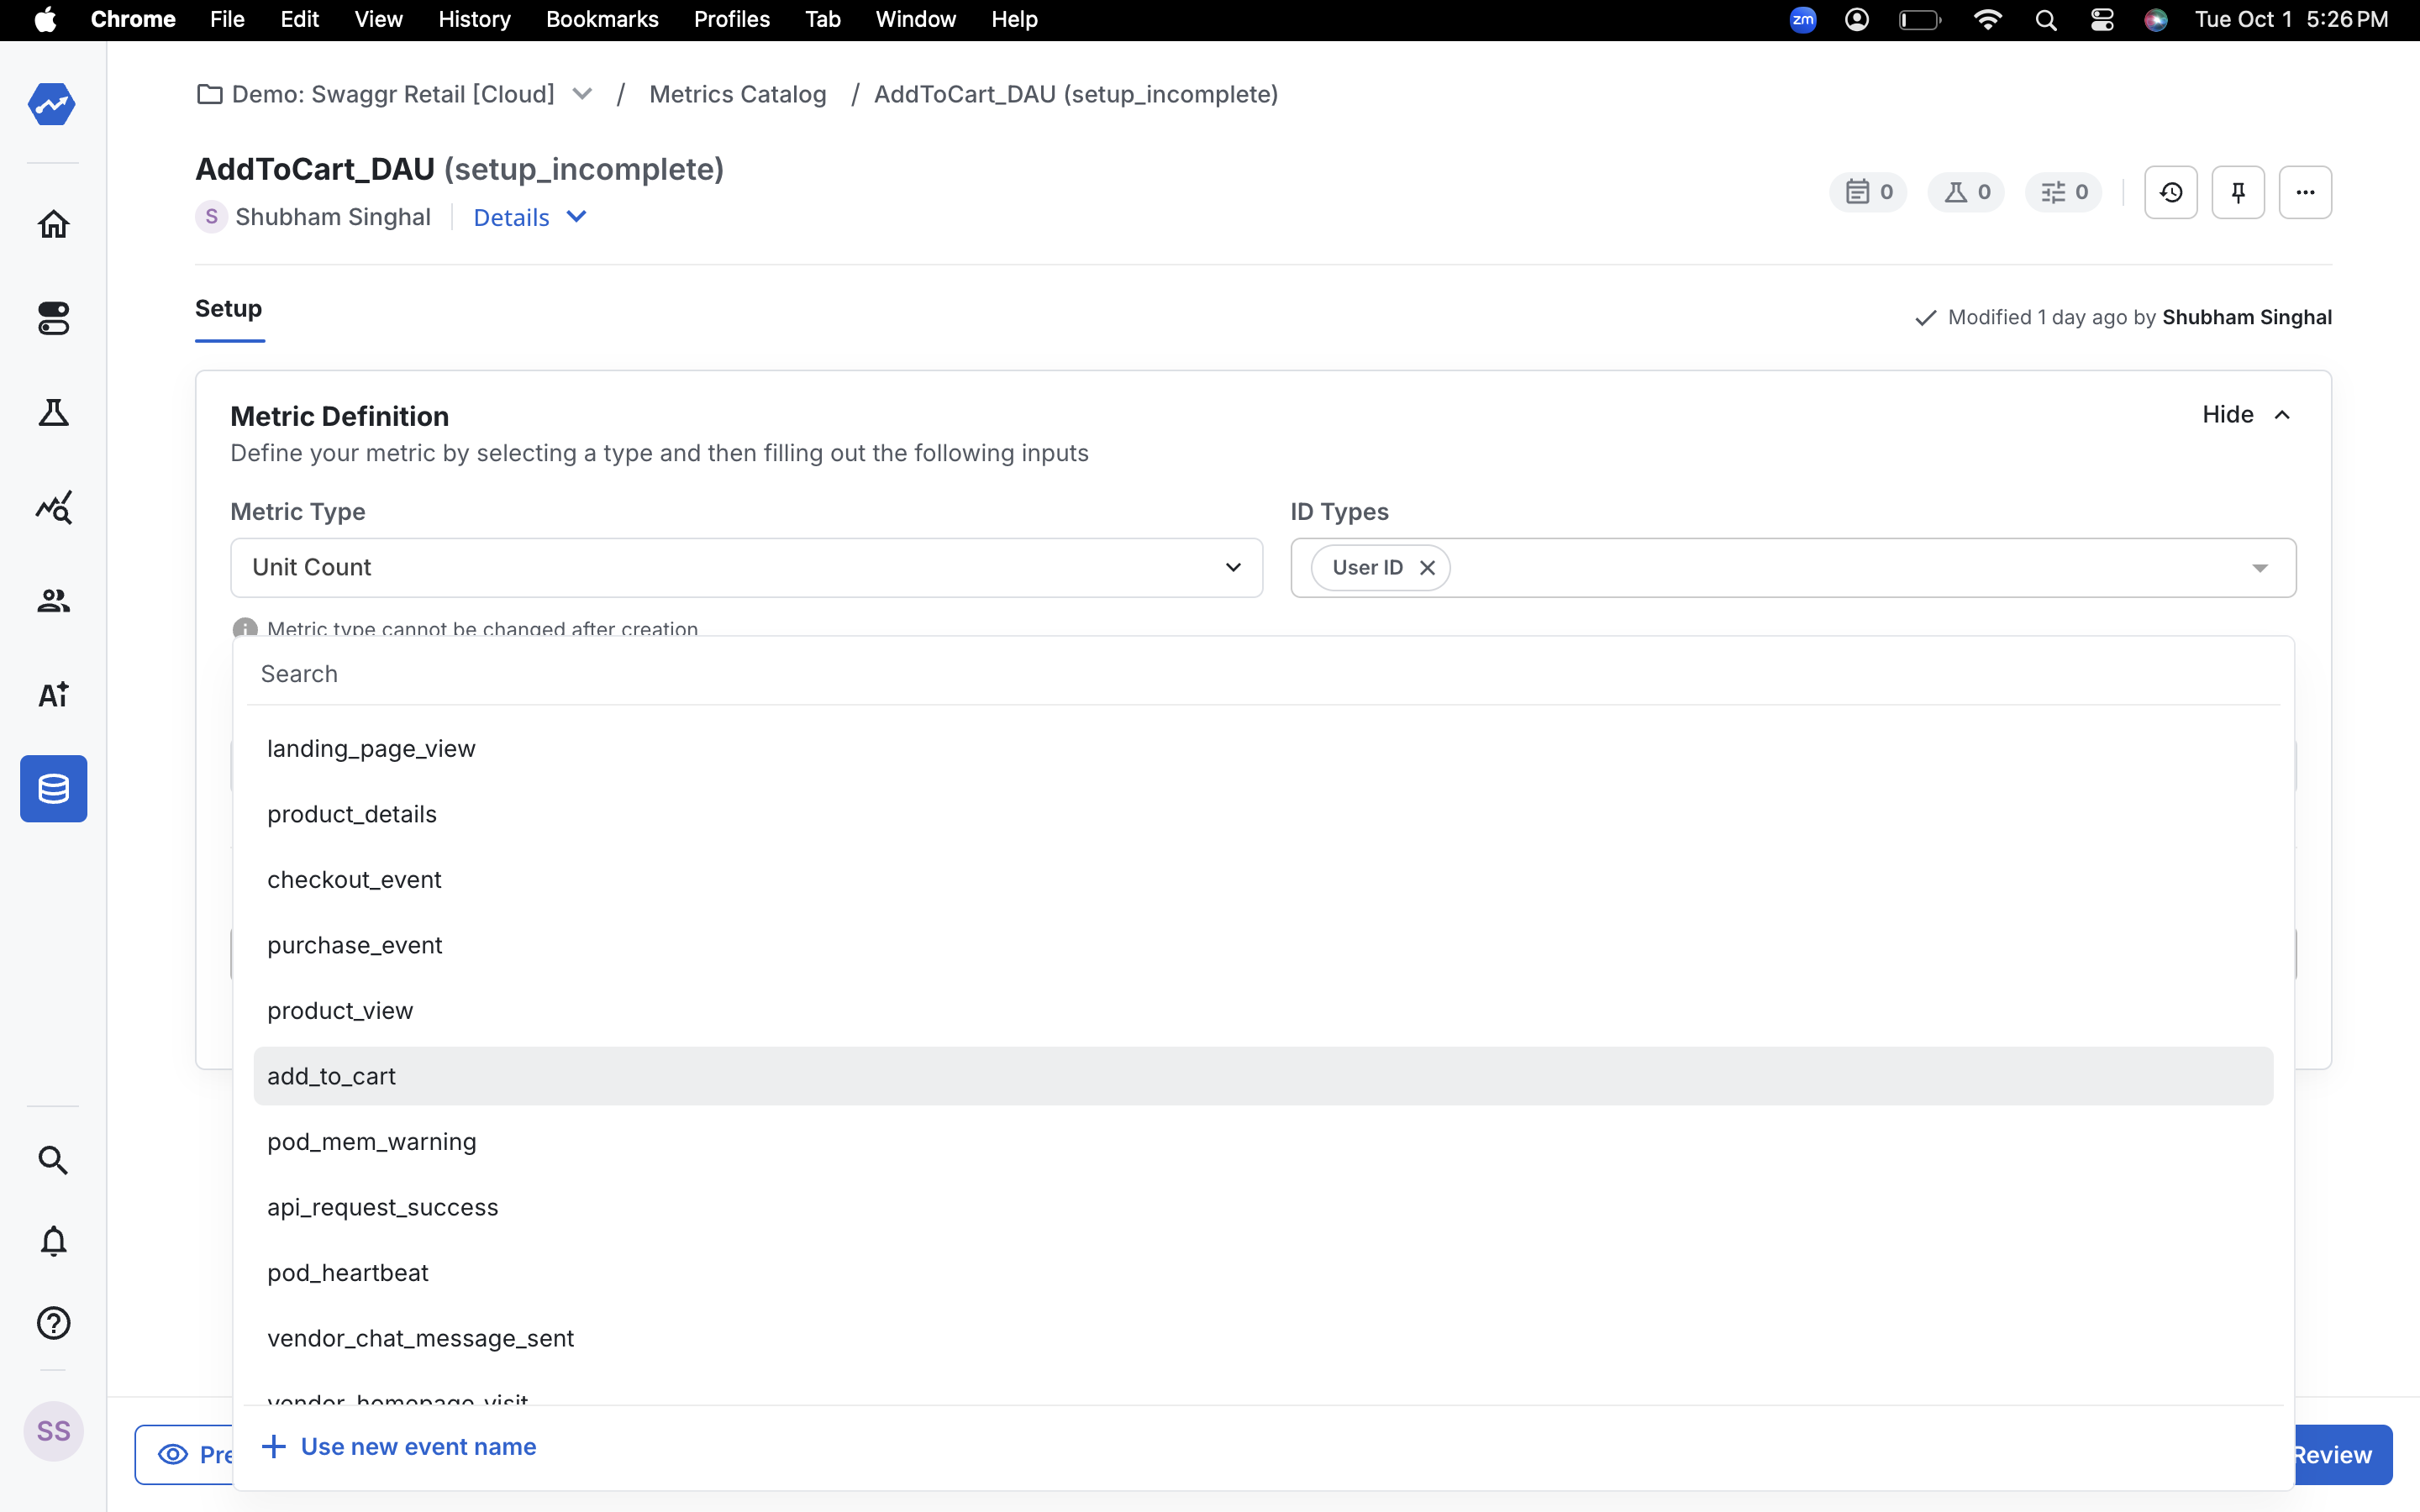 Chrome File Edit View History Bookmarks Profiles Tab Window Help zm Tue Oct 1 5:26 PM
Demo: Swaggr Retail [Cloud] / Metrics Catalog / AddToCart_DAU (setup_incomplete)
AddToCart_DAU (setup_incomplete)
S Shubham Singhal Details
0 0 0
Setup
Modified 1 day ago by Shubham Singhal
Metric Definition
Hide
Define your metric by selecting a type and then filling out the following inputs
Metric Type
ID Types
Unit Count
User ID
Metric type cannot be changed after creation
Search
landing_page_view
product_details
checkout_event
purchase_event
product_view
add_to_cart
pod_mem_warning
api_request_success
pod_heartbeat
vendor_chat_message_sent
vendor_homepage_visit
Use new event name
Pre
Review
Ai
SS